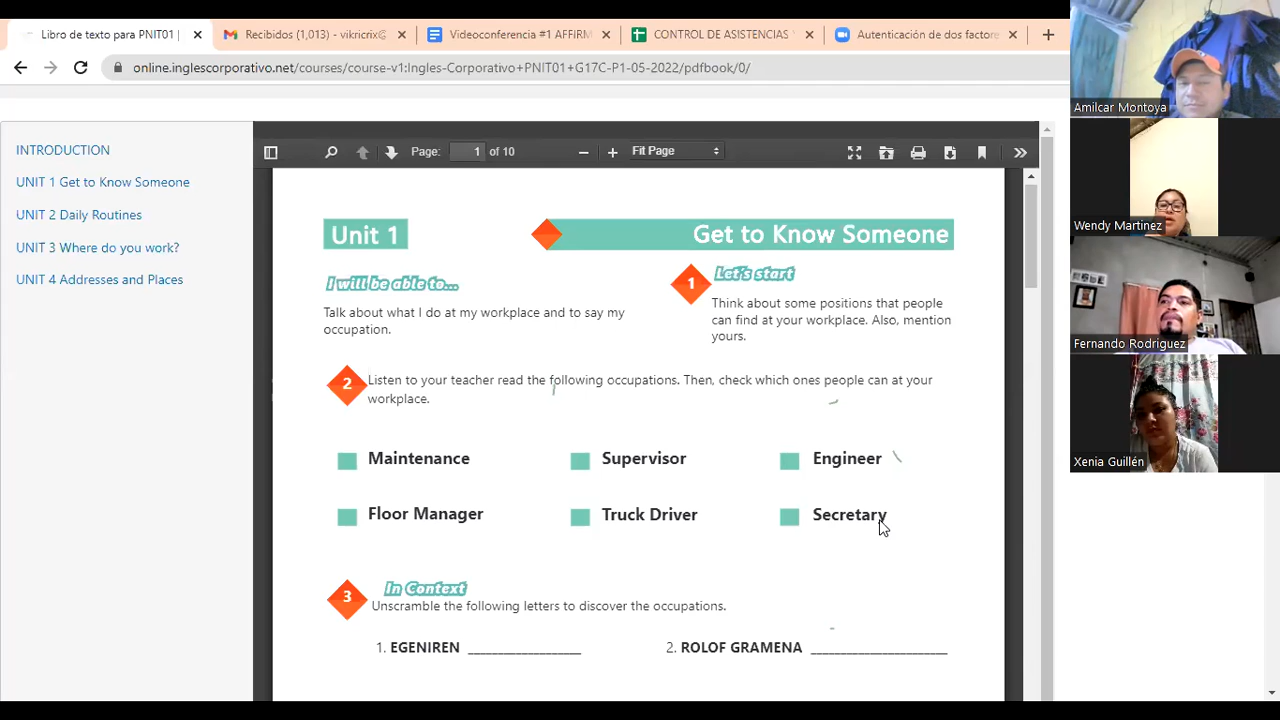 Libro de texto para PNIT01 |
Recibidos (1,013) - vikricrix@
Videoconferencia #1 AFFIRM
CONTROL DE ASISTENCIAS
Autenticación de dos factore
online.inglescorporativo.net/courses/course-v1:Ingles-Corporativo+PNIT01+G17C-P1-05-2022/pdfbook/0/
INTRODUCTION
UNIT 1 Get to Know Someone
UNIT 2 Daily Routines
UNIT 3 Where do you work?
UNIT 4 Addresses and Places
Page: 1 of 10
Fit Page
Unit 1
Get to Know Someone
I will be able to...
Talk about what I do at my workplace and to say my
occupation.
1
Let's start
Think about some positions that people
can find at your workplace. Also, mention
yours.
2
Listen to your teacher read the following occupations. Then, check which ones people can at your
workplace.
Maintenance
Supervisor
Engineer
Floor Manager
Truck Driver
Secretary
3
In Context
Unscramble the following letters to discover the occupations.
1. EGENIREN ___________________
2. ROLOF GRAMENA _______________________
Amilcar Montoya
Wendy Martinez
Fernando Rodriguez
Xenia Guillén